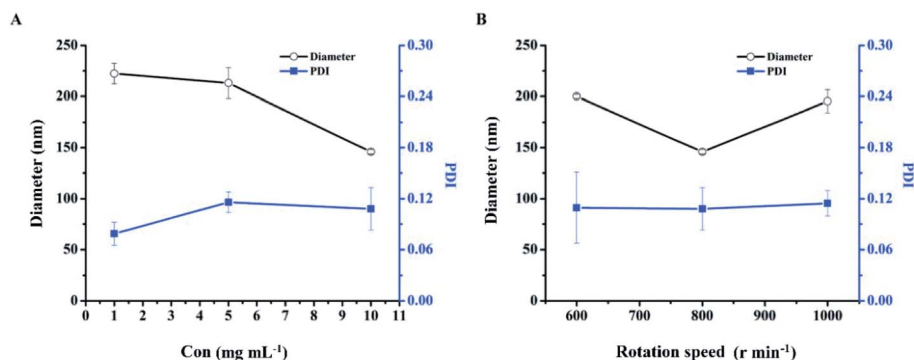 A
Diameter
PDI
250
200
150
100
50
0
Diameter (nm)
0.30
0.24
0.18
0.12
0.06
0.00
PDI
0 1 2 3 4 5 6 7 8 9 10 11
Con (mg mL⁻¹)
B
Diameter
PDI
250
200
150
100
50
0
Diameter (nm)
0.30
0.24
0.18
0.12
0.06
0.00
PDI
600 700 800 900 1000
Rotation speed (r min⁻¹)